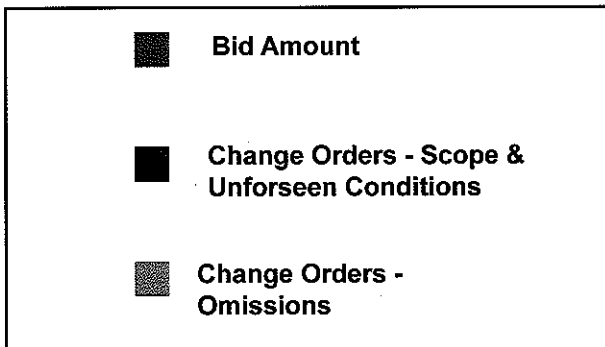 Bid Amount
Change Orders - Scope &
Unforseen Conditions
Change Orders -
Omissions